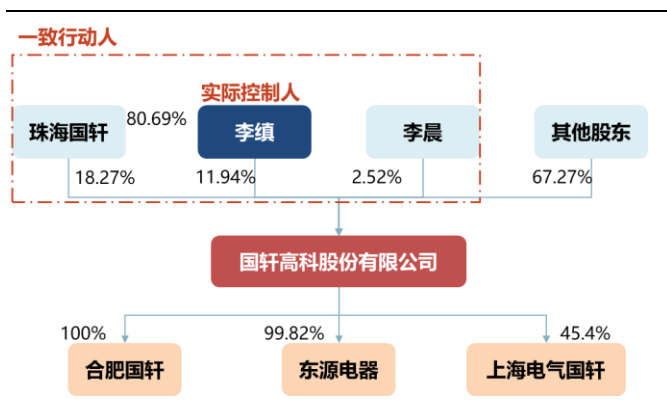 一致行动人
实际控制人
珠海国轩
80.69%
李缜
李晨
其他股东
18.27%
11.94%
2.52%
67.27%
国轩高科股份有限公司
100%
99.82%
45.4%
合肥国轩
东源电器
上海电气国轩